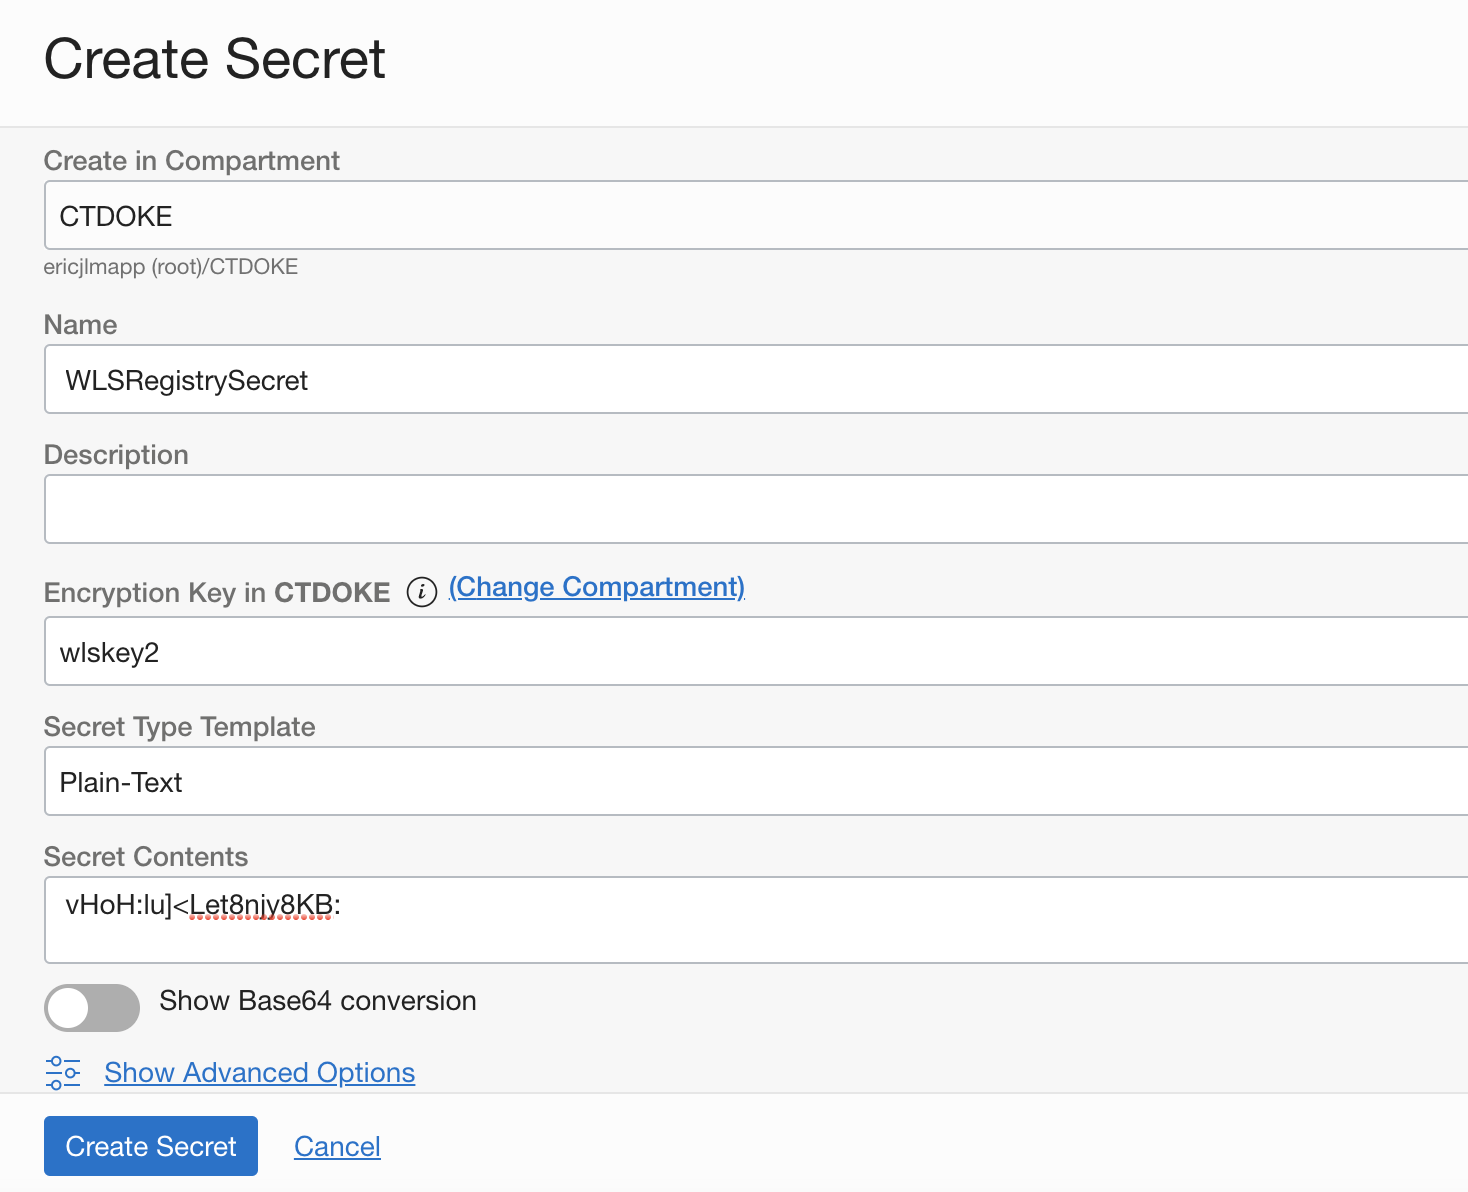 Create Secret
Create in Compartment
CTDOKE
ericjlmapp (root)/CTDOKE
Name
WLSRegistrySecret
Description
Encryption Key in CTDOKE i (Change Compartment)
wlskey2
Secret Type Template
Plain-Text
Secret Contents
vHoH:lu]<Let8njy8KB:
Show Base64 conversion
Show Advanced Options
Create Secret Cancel